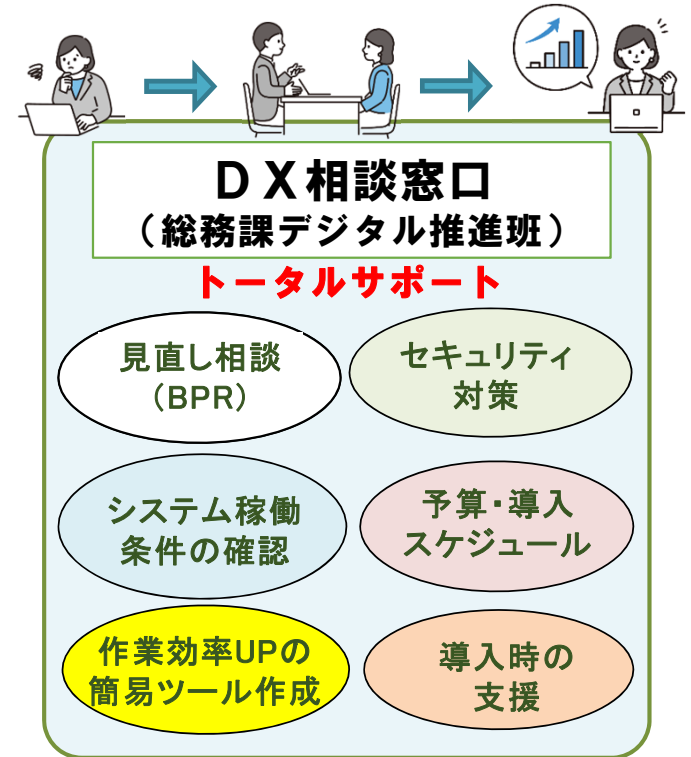 ＤＸ相談窓口
（総務課デジタル推進班）
トータルサポート
見直し相談
（BPR）
セキュリティ
対策
システム稼働
条件の確認
予算・導入
スケジュール
作業効率UPの
簡易ツール作成
導入時の
支援